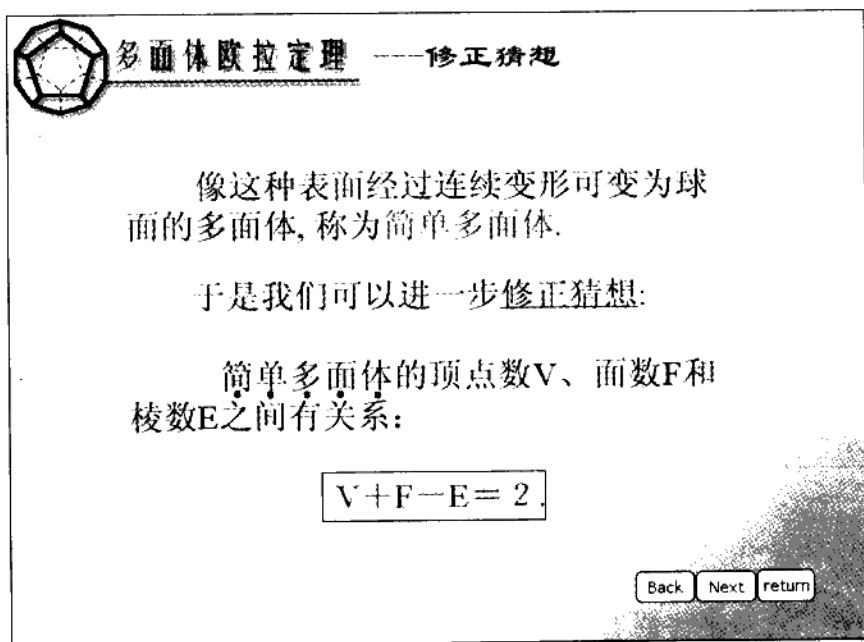 多面体欧拉定理 ----修正猜想
像这种表面经过连续变形可变为球
面的多面体, 称为简单多面体.
于是我们可以进一步修正猜想:
简单多面体的顶点数V、面数F和
棱数E之间有关系：
V＋F－E＝2.
Back Next return